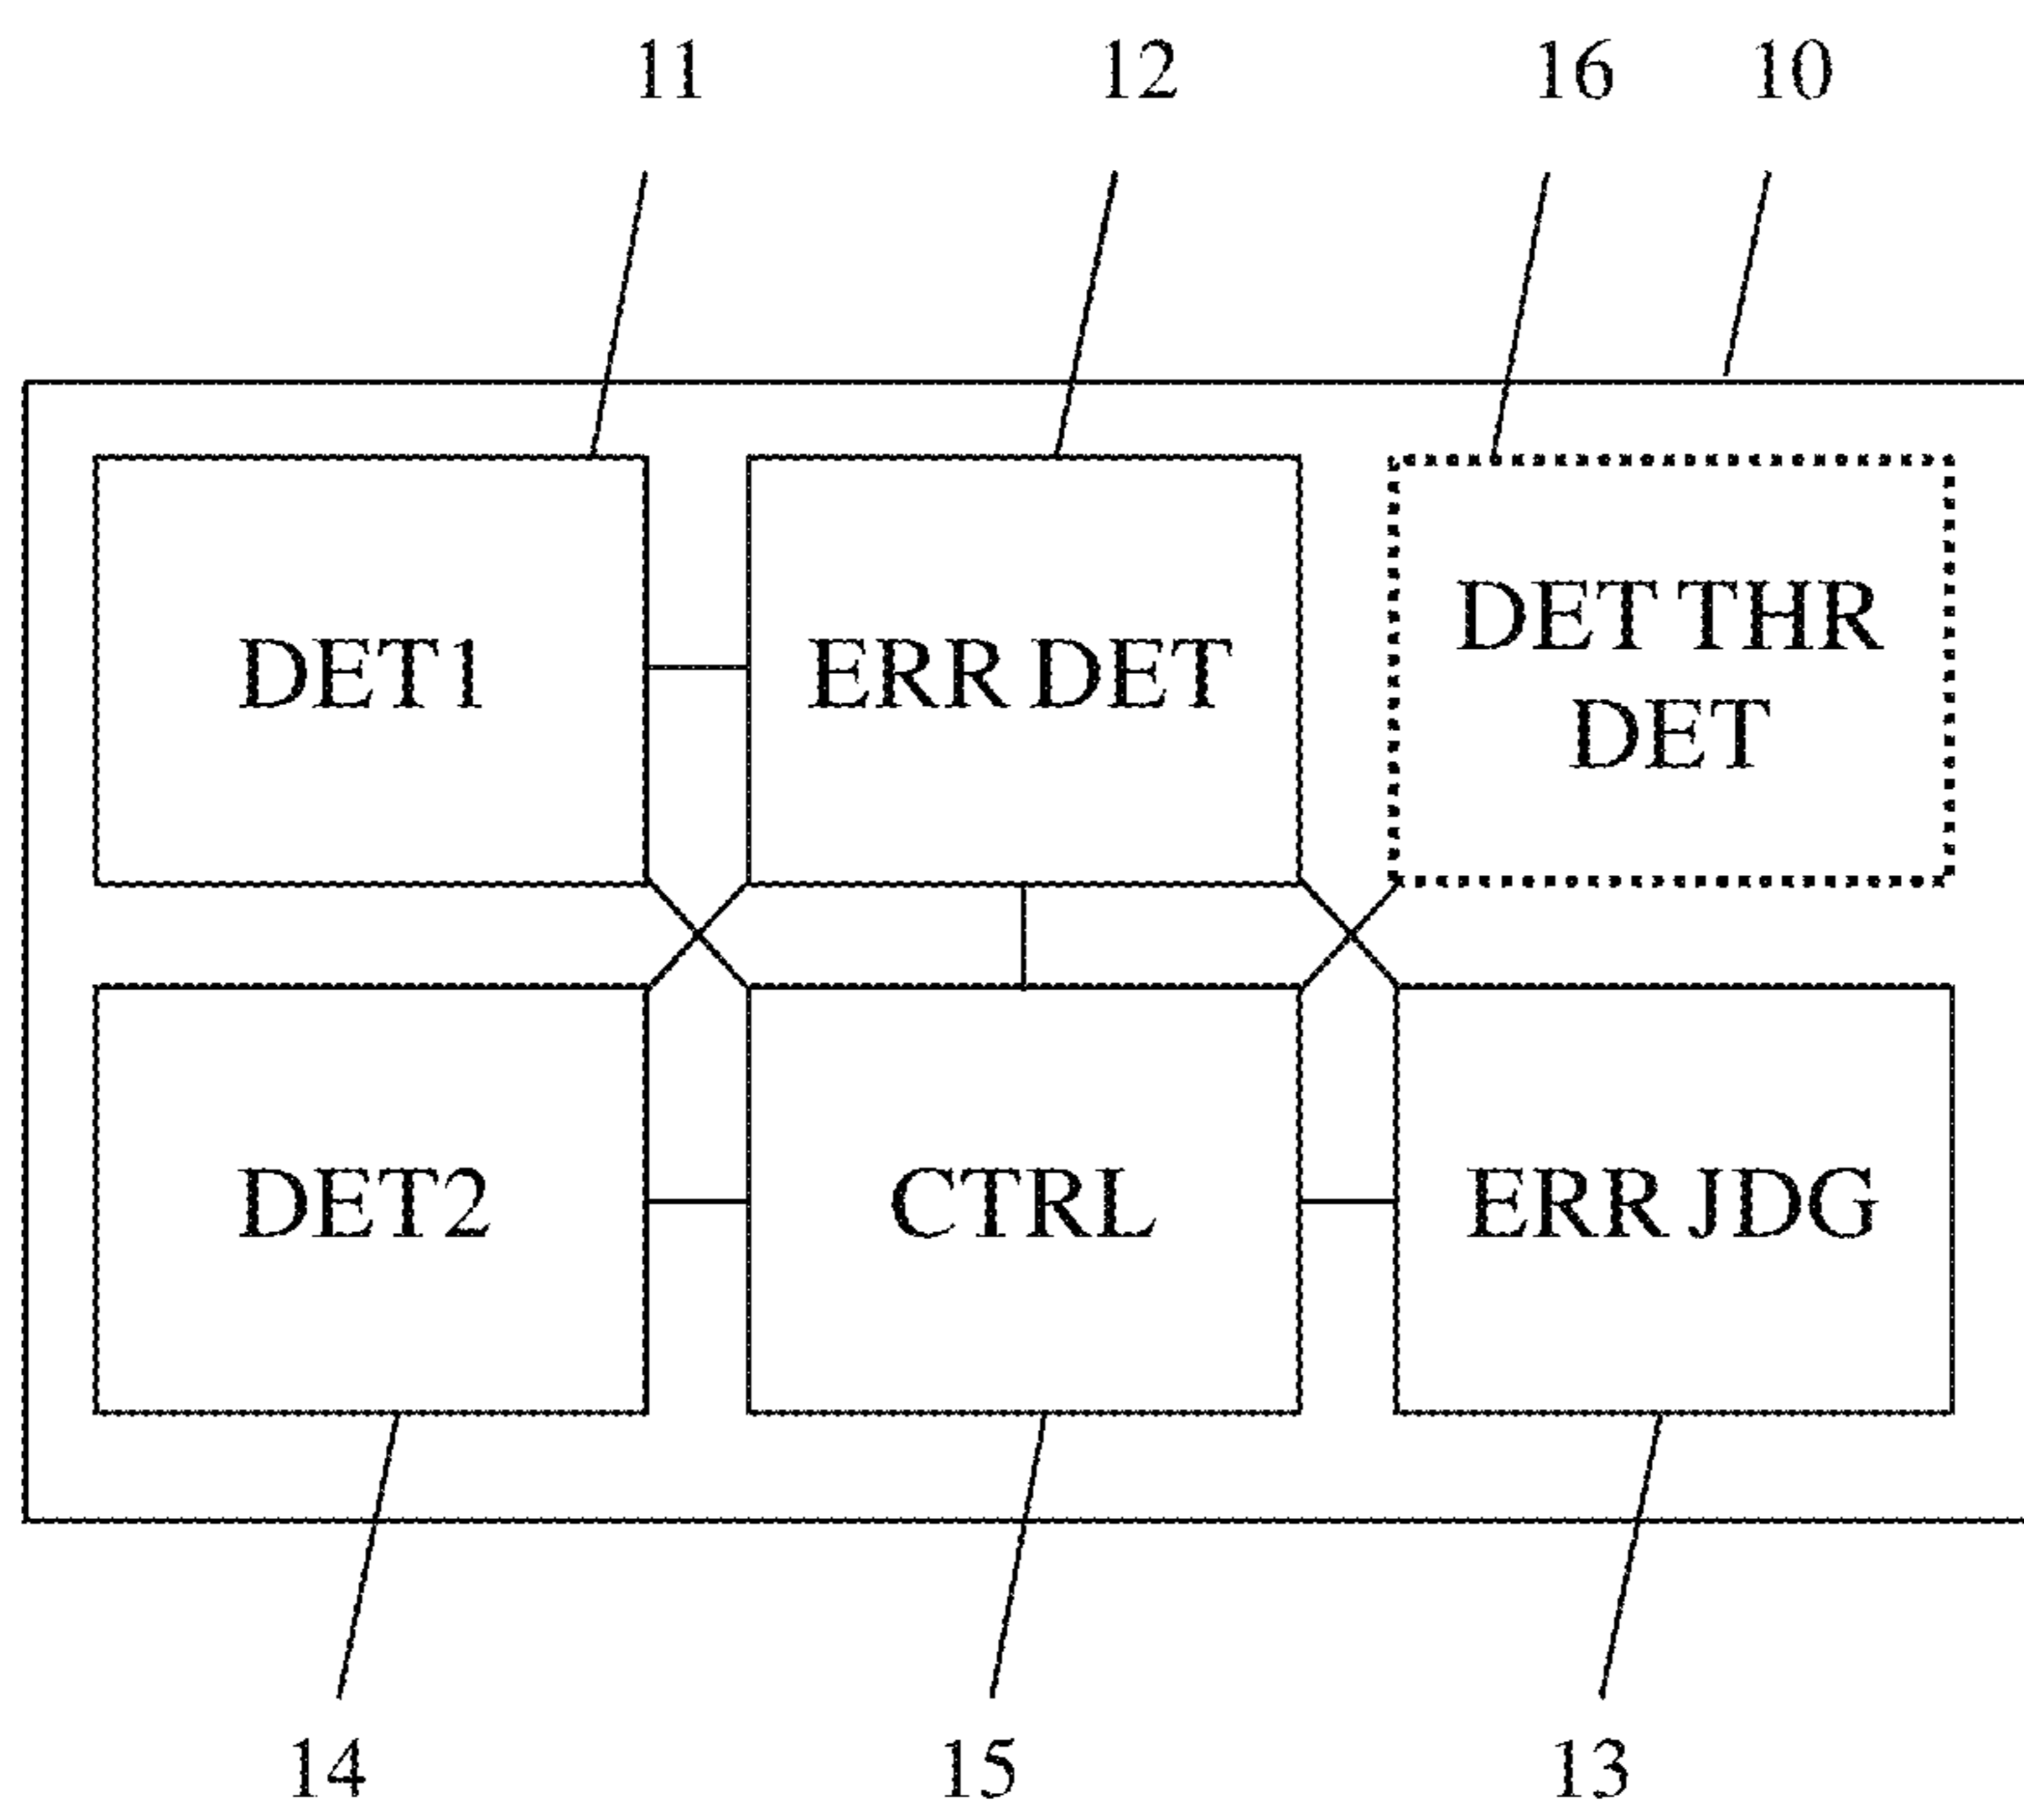 11 12 16 10
DET1 ERR DET DET THR
DET
DET2 CTRL ERR JDG
14 15 13